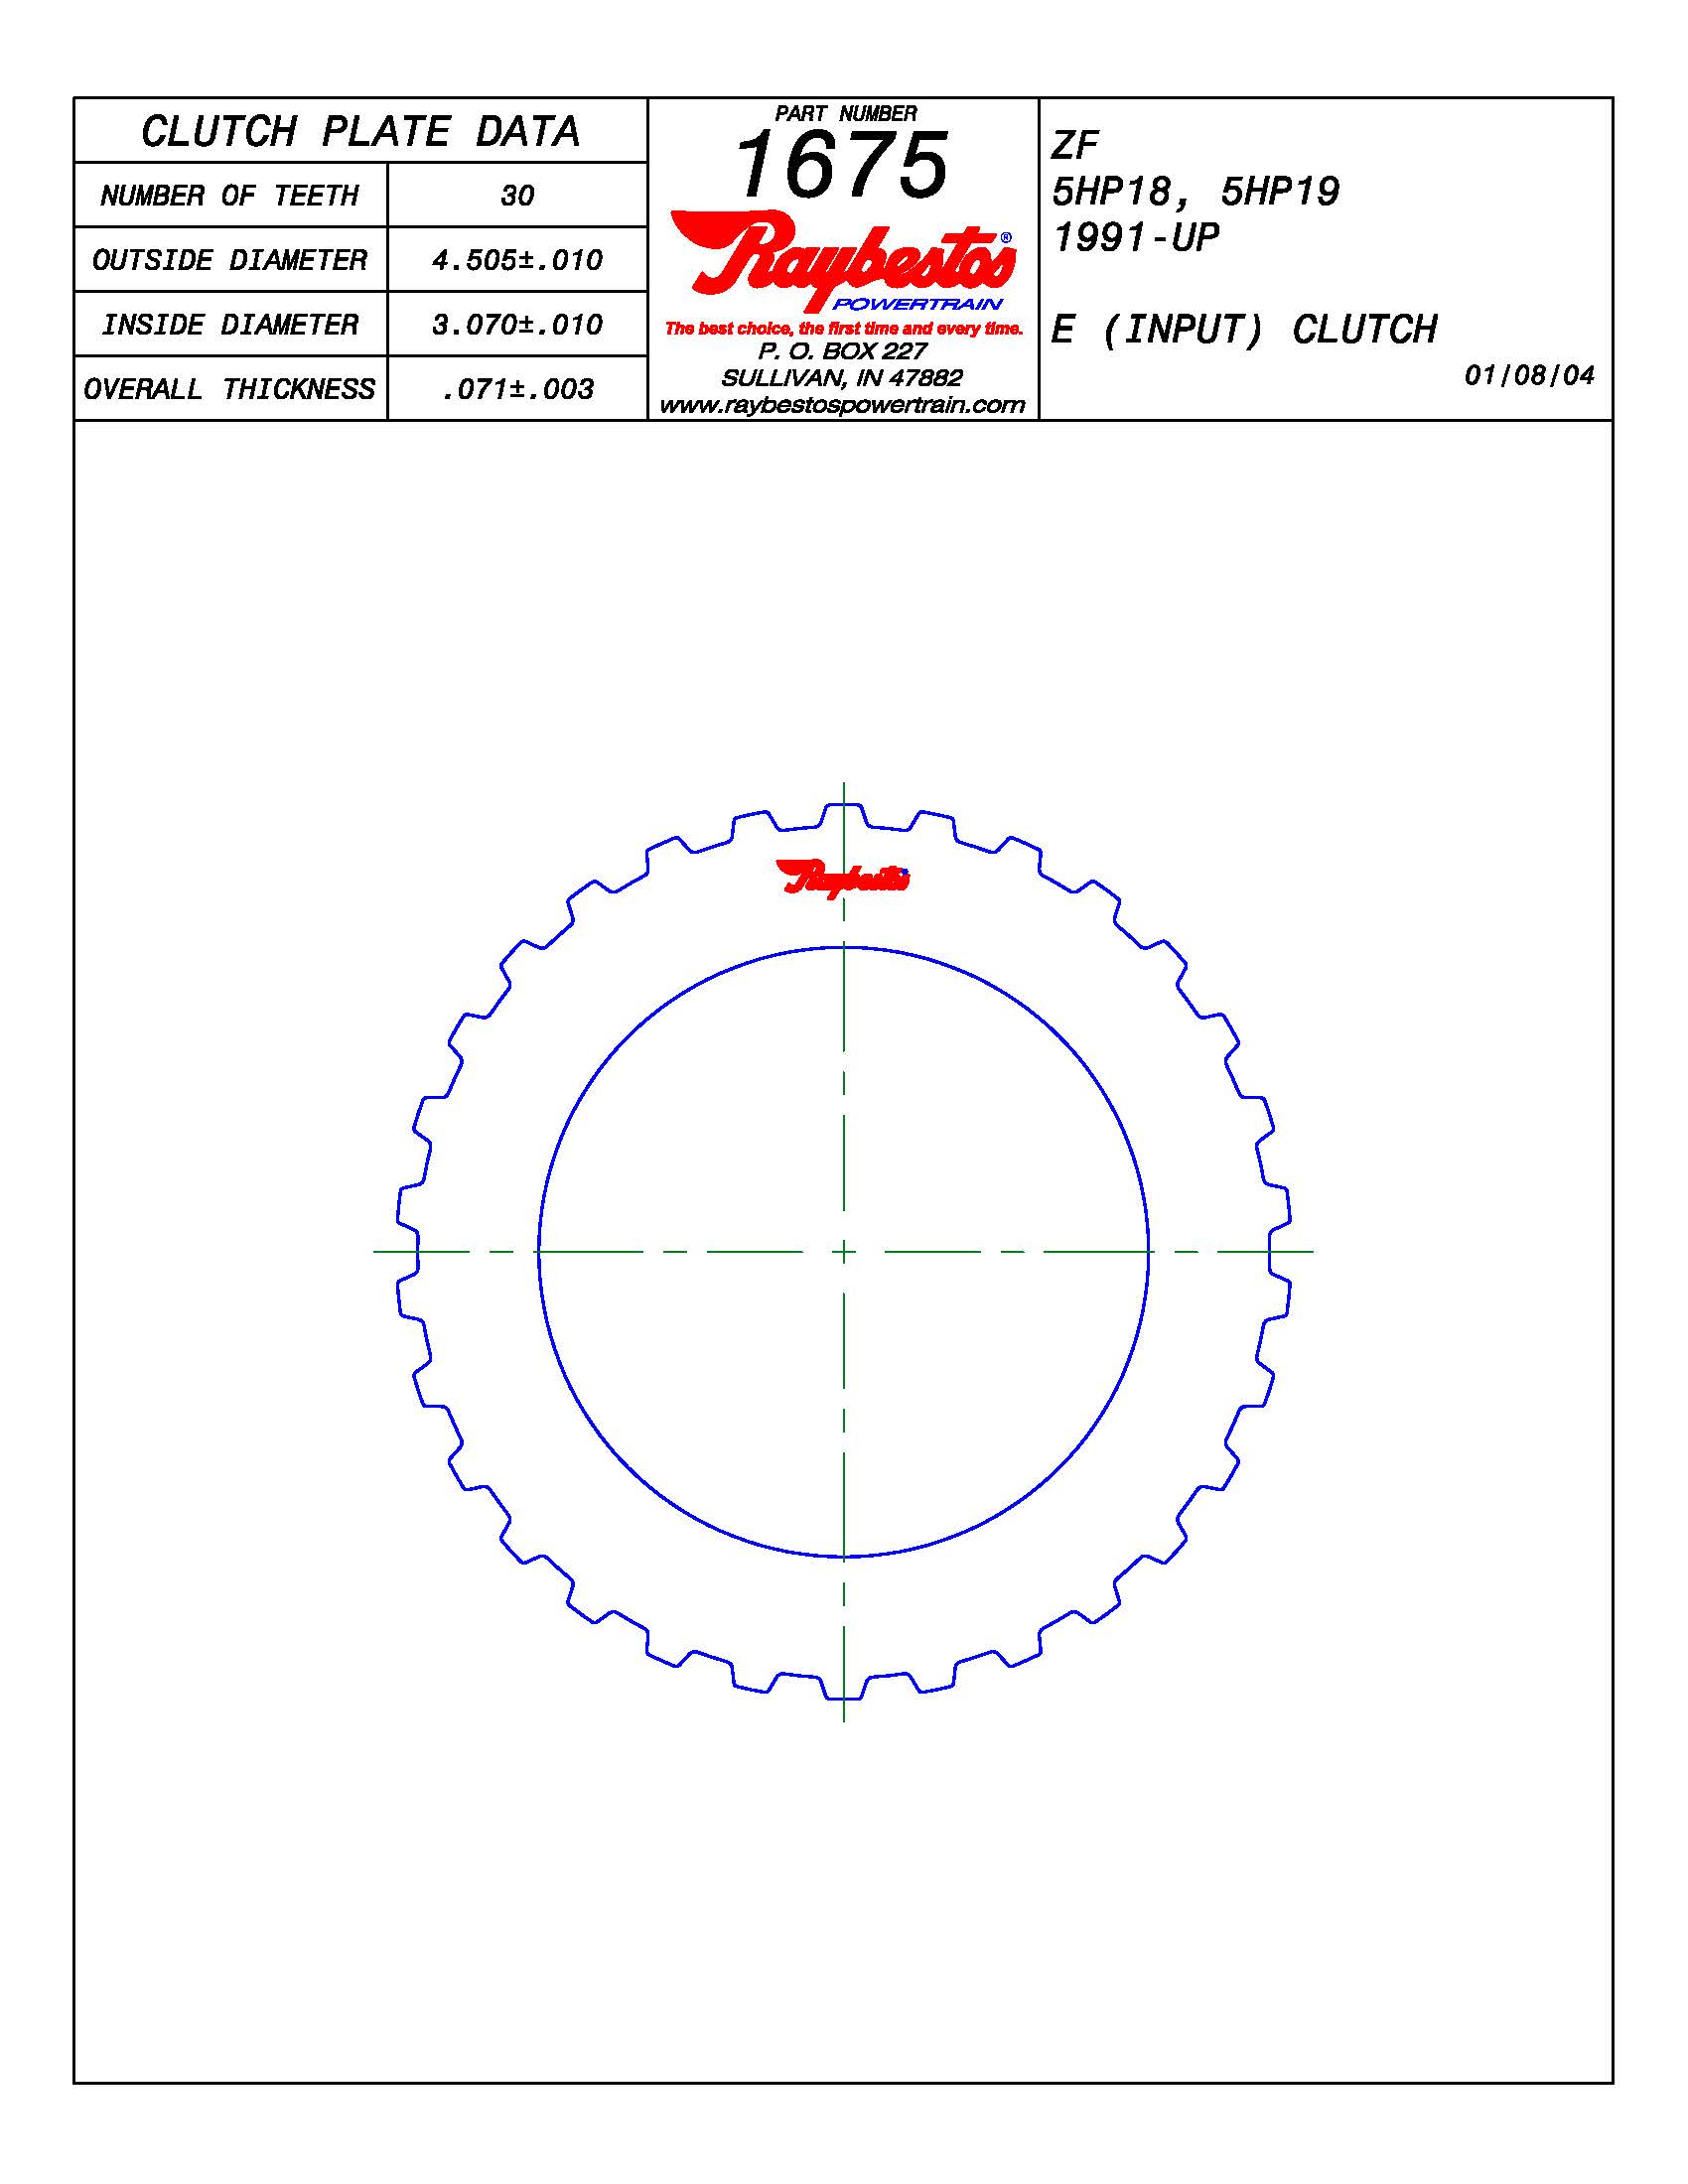 CLUTCH PLATE DATA
NUMBER OF TEETH 30
OUTSIDE DIAMETER 4.505±.010
INSIDE DIAMETER 3.070±.010
OVERALL THICKNESS .071±.003
PART NUMBER
1675
Raybestos®
POWERTRAIN
The best choice, the first time and every time.
P. O. BOX 227
SULLIVAN, IN 47882
www.raybestospowertrain.com
ZF
5HP18, 5HP19
1991-UP
E (INPUT) CLUTCH
01/08/04
Raybestos